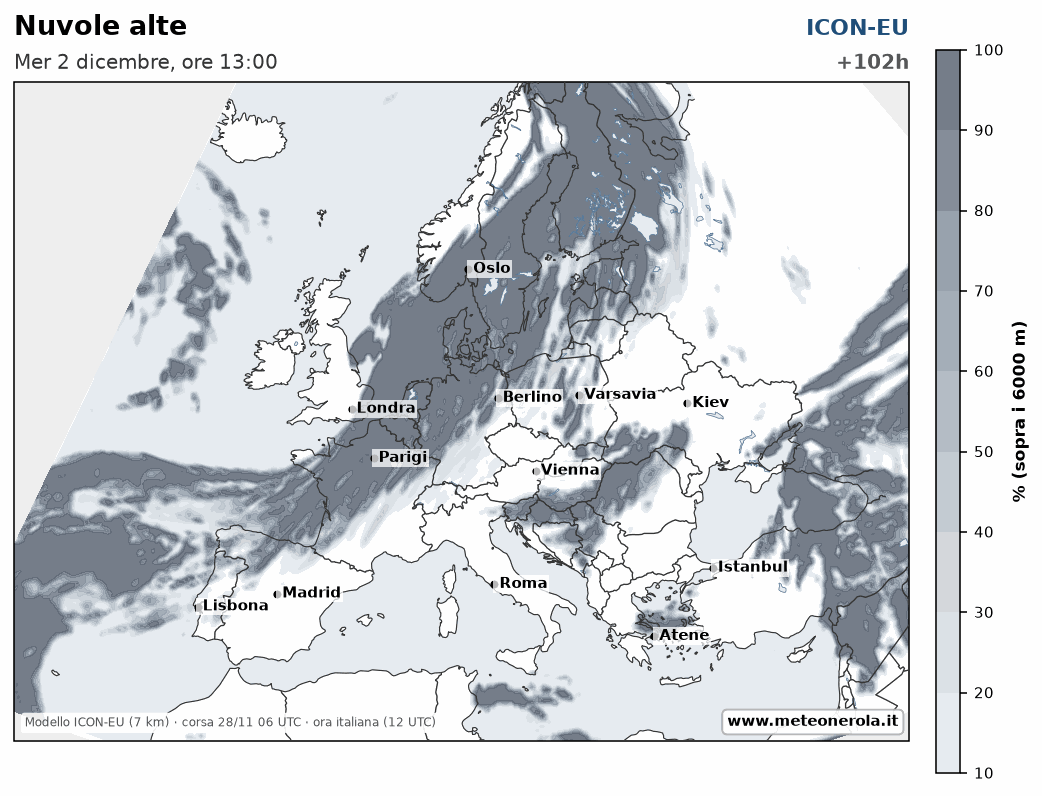 Nuvole alte
ICON-EU
Mer 2 dicembre, ore 13:00
+102h
100
90
80
70
60
50
40
30
20
10
% (sopra i 6000 m)
Oslo
Londra
Berlino
Varsavia
Kiev
Parigi
Vienna
Istanbul
Roma
Madrid
Lisbona
Atene
Modello ICON-EU (7 km) · corsa 28/11 06 UTC · ora italiana (12 UTC)
www.meteonerola.it